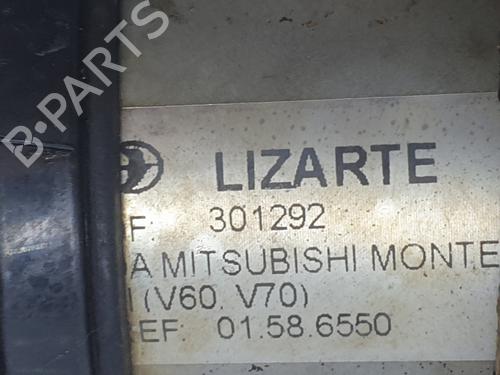 B-PARTS
LIZARTE
F 301292
A MITSUBISHI MONTE
(V60, V70)
EF 01.58.6550